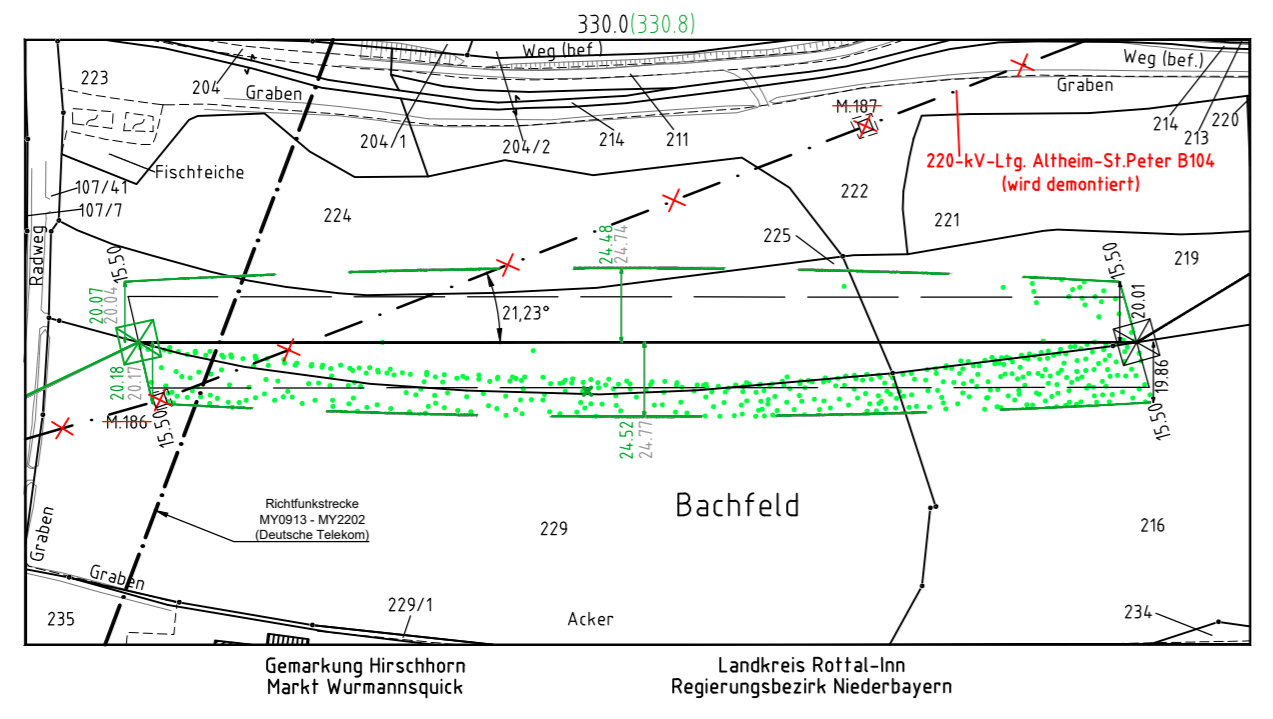 330.0(330.8)
Weg (bef.)
Weg (bef.)
223
204
Graben
Graben
M.187
204/1
204/2
214
211
214
213
220
220-kV-Ltg. Altheim-St.Peter B104
(wird demontiert)
Fischteiche
107/41
107/7
224
222
221
225
219
Radweg
15.50
24.48
24.74
15.50
20.07
20.04
20.01
21,23°
20.18
20.17
19.86
M.186
15.50
15.50
24.52
24.77
Bachfeld
Richtfunkstrecke
MY0913 - MY2202
(Deutsche Telekom)
229
216
Graben
Graben
229/1
235
Acker
234
Gemarkung Hirschhorn
Markt Wurmannsquick
Landkreis Rottal-Inn
Regierungsbezirk Niederbayern